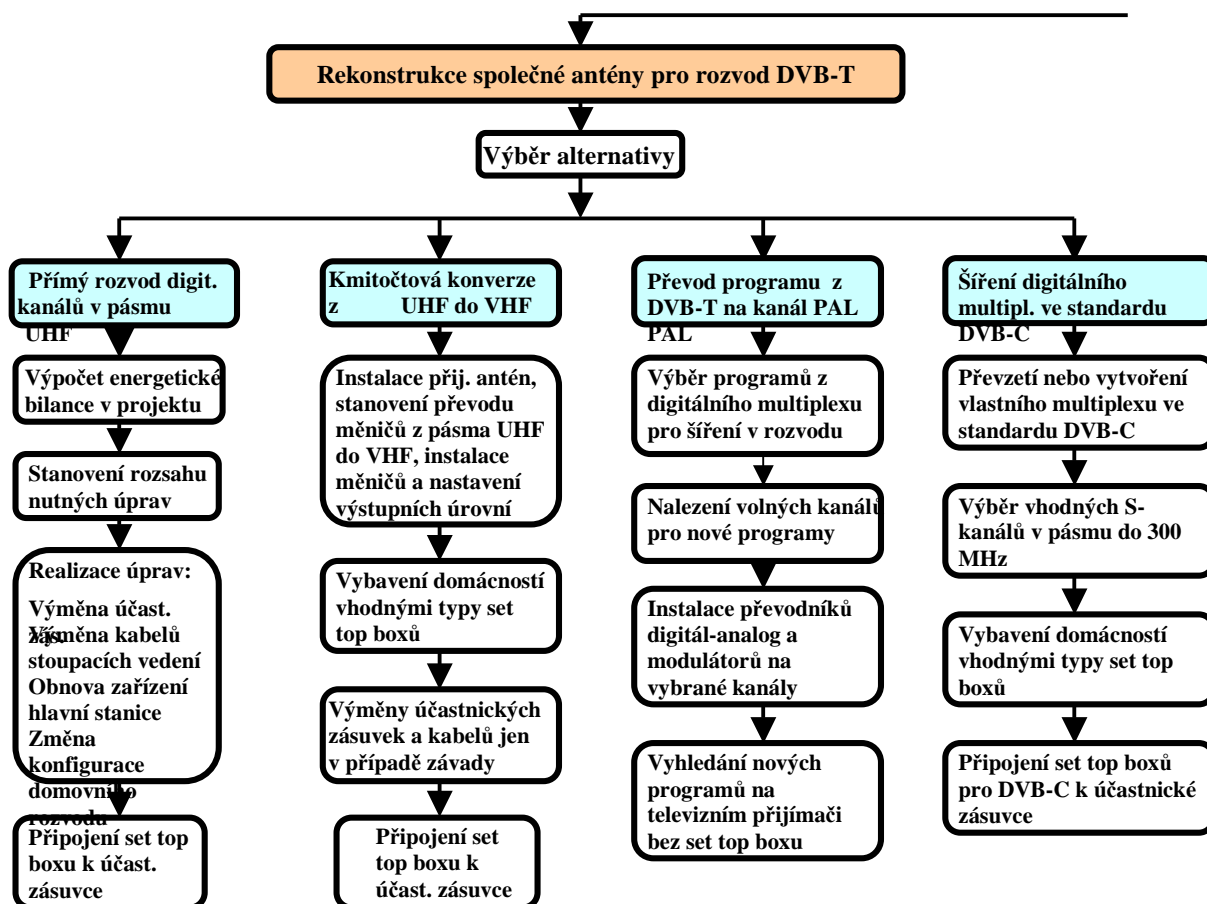 Rekonstrukce společné antény pro rozvod DVB-T
Výběr alternativy
Přímý rozvod digit.
kanálů v pásmu
UHF
Výpočet energetické
bilance v projektu
Stanovení rozsahu
nutných úprav
Realizace úprav:
Výměna účast.
zás.
Výměna kabelů
stoupacích vedení
Obnova zařízení
hlavní stanice
Změna
konfigurace
domovního
rozvodu
Připojení set top
boxu k účast.
zásuvce
Kmitočtová konverze
z UHF do VHF
Instalace přij. antén,
stanovení převodu
měničů z pásma UHF
do VHF, instalace
měničů a nastavení
výstupních úrovní
Vybavení domácností
vhodnými typy set
top boxů
Výměny účastnických
zásuvek a kabelů jen
v případě závady
Připojení set
top boxu k
účast. zásuvce
Převod programu z
DVB-T na kanál PAL
PAL
Výběr programů z
digitálního multiplexu
pro šíření v rozvodu
Nalezení volných kanálů
pro nové programy
Instalace převodníků
digitál-analog a
modulátorů na
vybrané kanály
Vyhledání nových
programů na
televizním přijímači
bez set top boxu
Šíření digitálního
multipl. ve standardu
DVB-C
Převzetí nebo vytvoření
vlastního multiplexu ve
standardu DVB-C
Výběr vhodných S-
kanálů v pásmu do 300
MHz
Vybavení domácností
vhodnými typy set top
boxů
Připojení set top boxů
pro DVB-C k účastnické
zásuvce